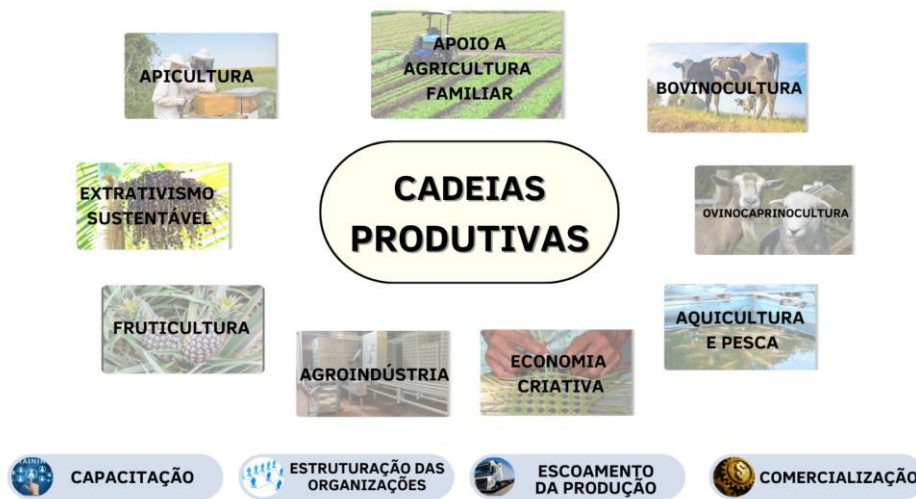 APICULTURA
APOIO A
AGRICULTURA
FAMILIAR
BOVINOCULTURA
EXTRATIVISMO
SUSTENTÁVEL
CADEIAS
PRODUTIVAS
OVINOCAPRINOCULTURA
FRUTICULTURA
AGROINDÚSTRIA
ECONOMIA
CRIATIVA
AQUICULTURA
E PESCA
CAPACITAÇÃO
ESTRUTURAÇÃO DAS
ORGANIZAÇÕES
ESCOAMENTO
DA PRODUÇÃO
COMERCIALIZAÇÃO